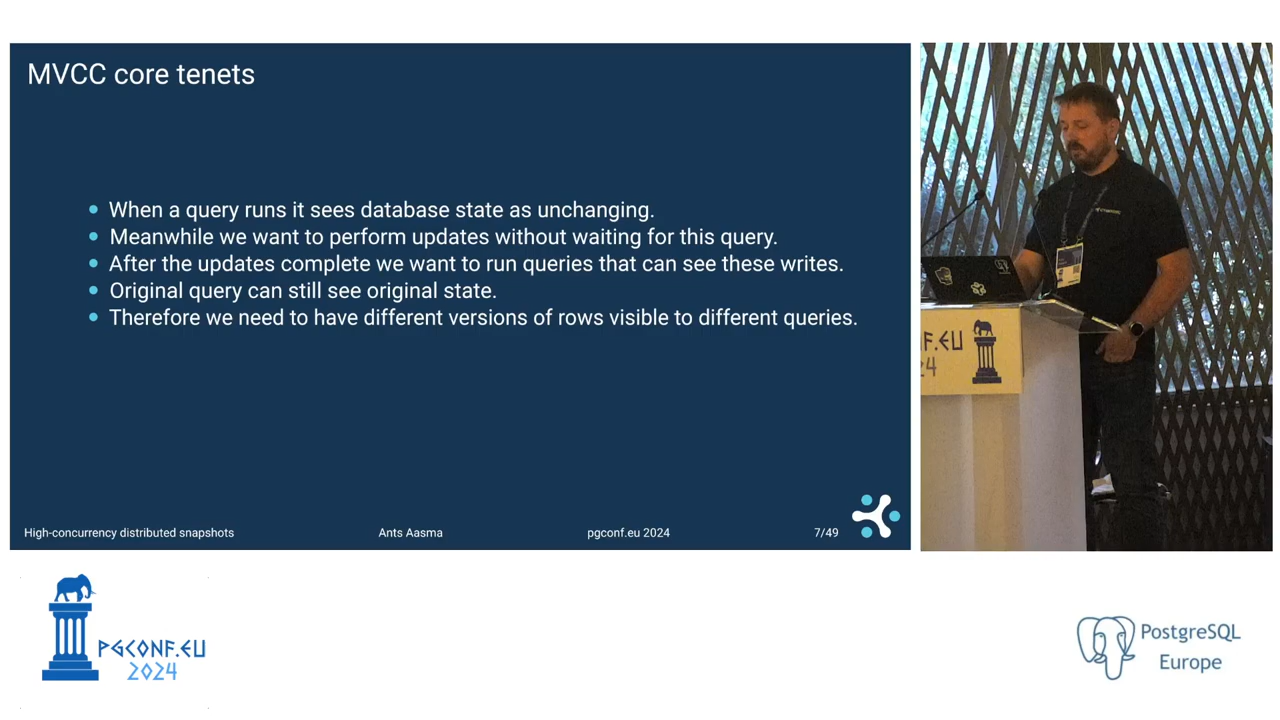 MVCC core tenets
When a query runs it sees database state as unchanging.
Meanwhile we want to perform updates without waiting for this query.
After the updates complete we want to run queries that can see these writes.
Original query can still see original state.
Therefore we need to have different versions of rows visible to different queries.
High-concurrency distributed snapshots
Ants Aasma
pgconf.eu 2024
7/49
F.EU
24
PGCONF.EU
2024
PostgreSQL
Europe